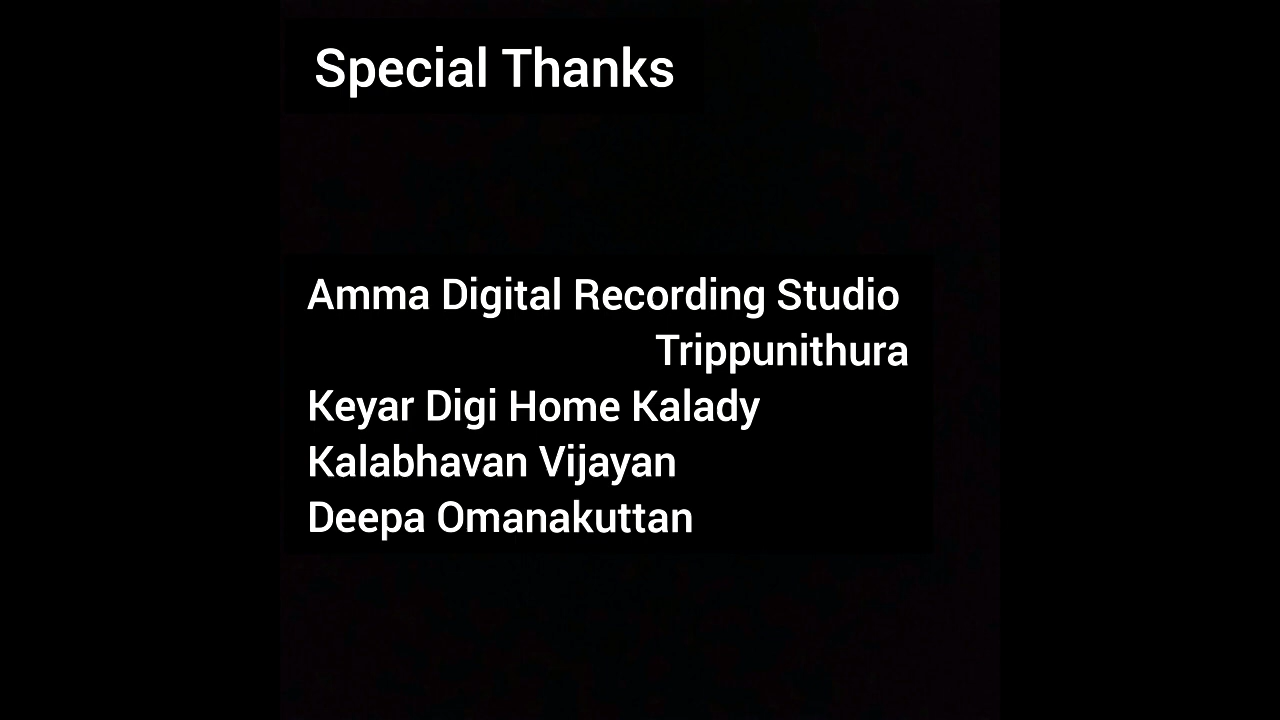 Special Thanks
Amma Digital Recording Studio
Trippunithura
Keyar Digi Home Kalady
Kalabhavan Vijayan
Deepa Omanakuttan